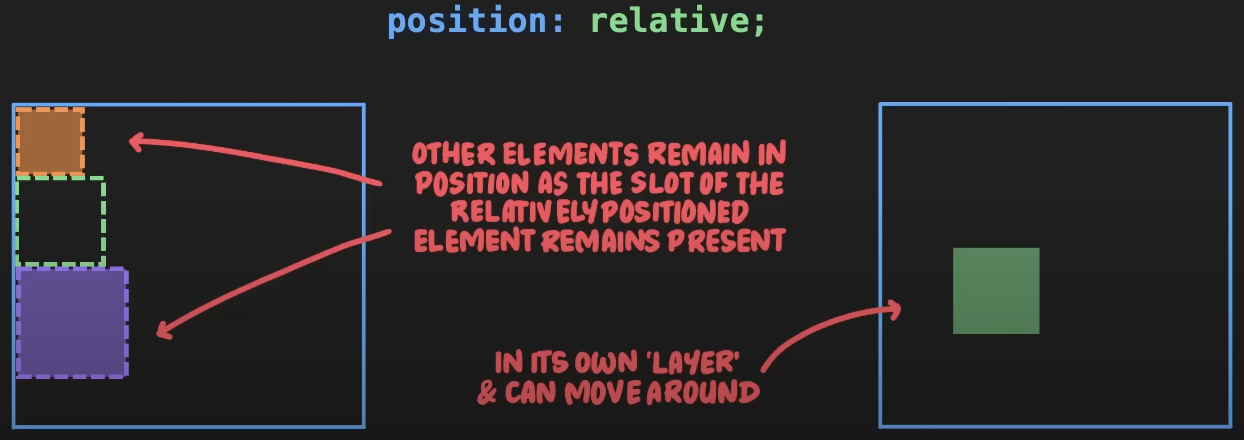 position: relative;
OTHER ELEMENTS REMAIN IN
POSITION AS THE SLOT OF THE
RELATIVELY POSITIONED
ELEMENT REMAINS PRESENT
IN ITS OWN 'LAYER'
& CAN MOVE AROUND